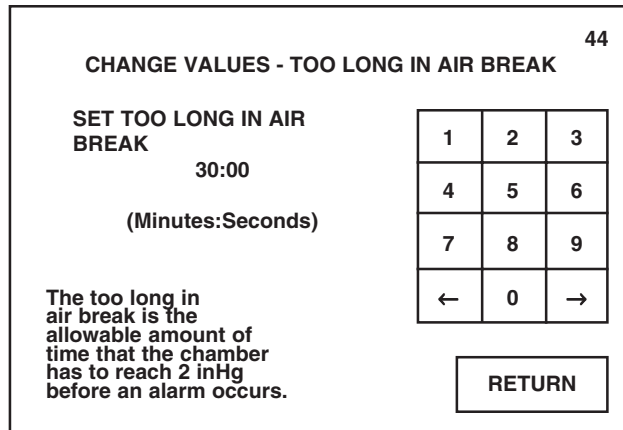 44
CHANGE VALUES - TOO LONG IN AIR BREAK
SET TOO LONG IN AIR
BREAK
30:00
(Minutes:Seconds)
The too long in
air break is the
allowable amount of
time that the chamber
has to reach 2 inHg
before an alarm occurs.
1 2 3
4 5 6
7 8 9
← 0 →
RETURN